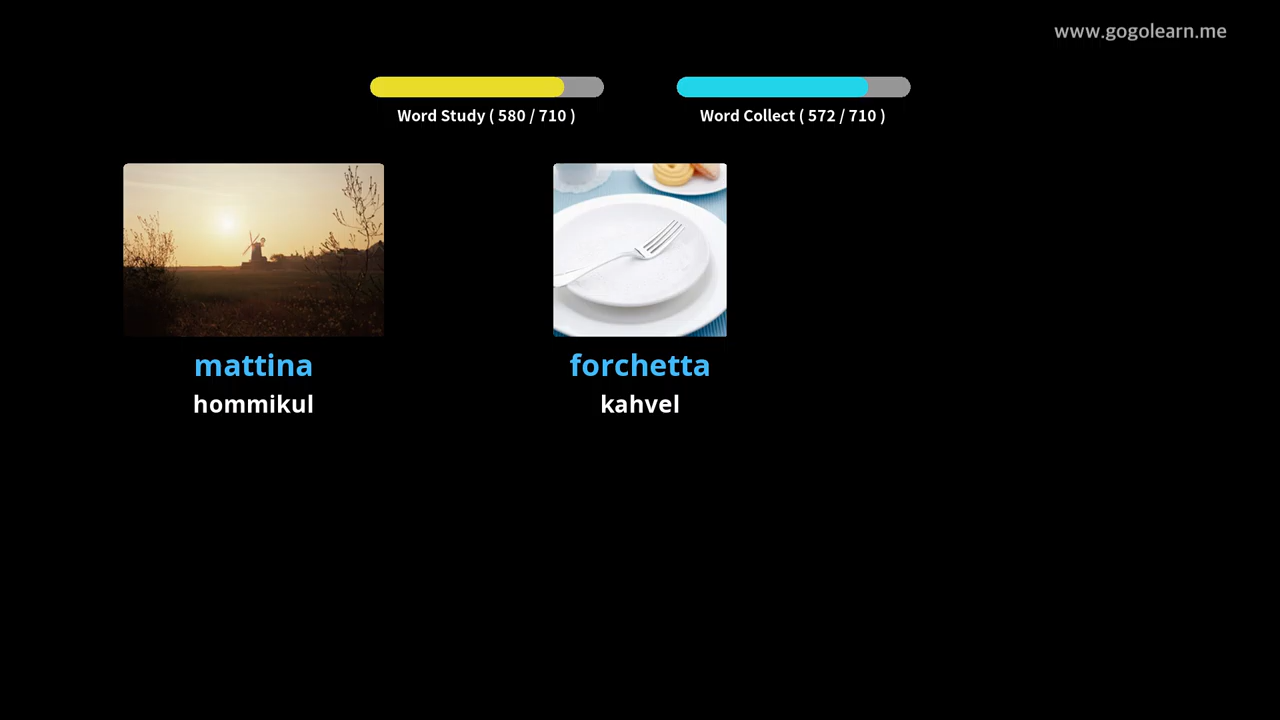 www.gogolearn.me
Word Study ( 580 / 710 )
Word Collect ( 572 / 710 )
mattina
hommikul
forchetta
kahvel